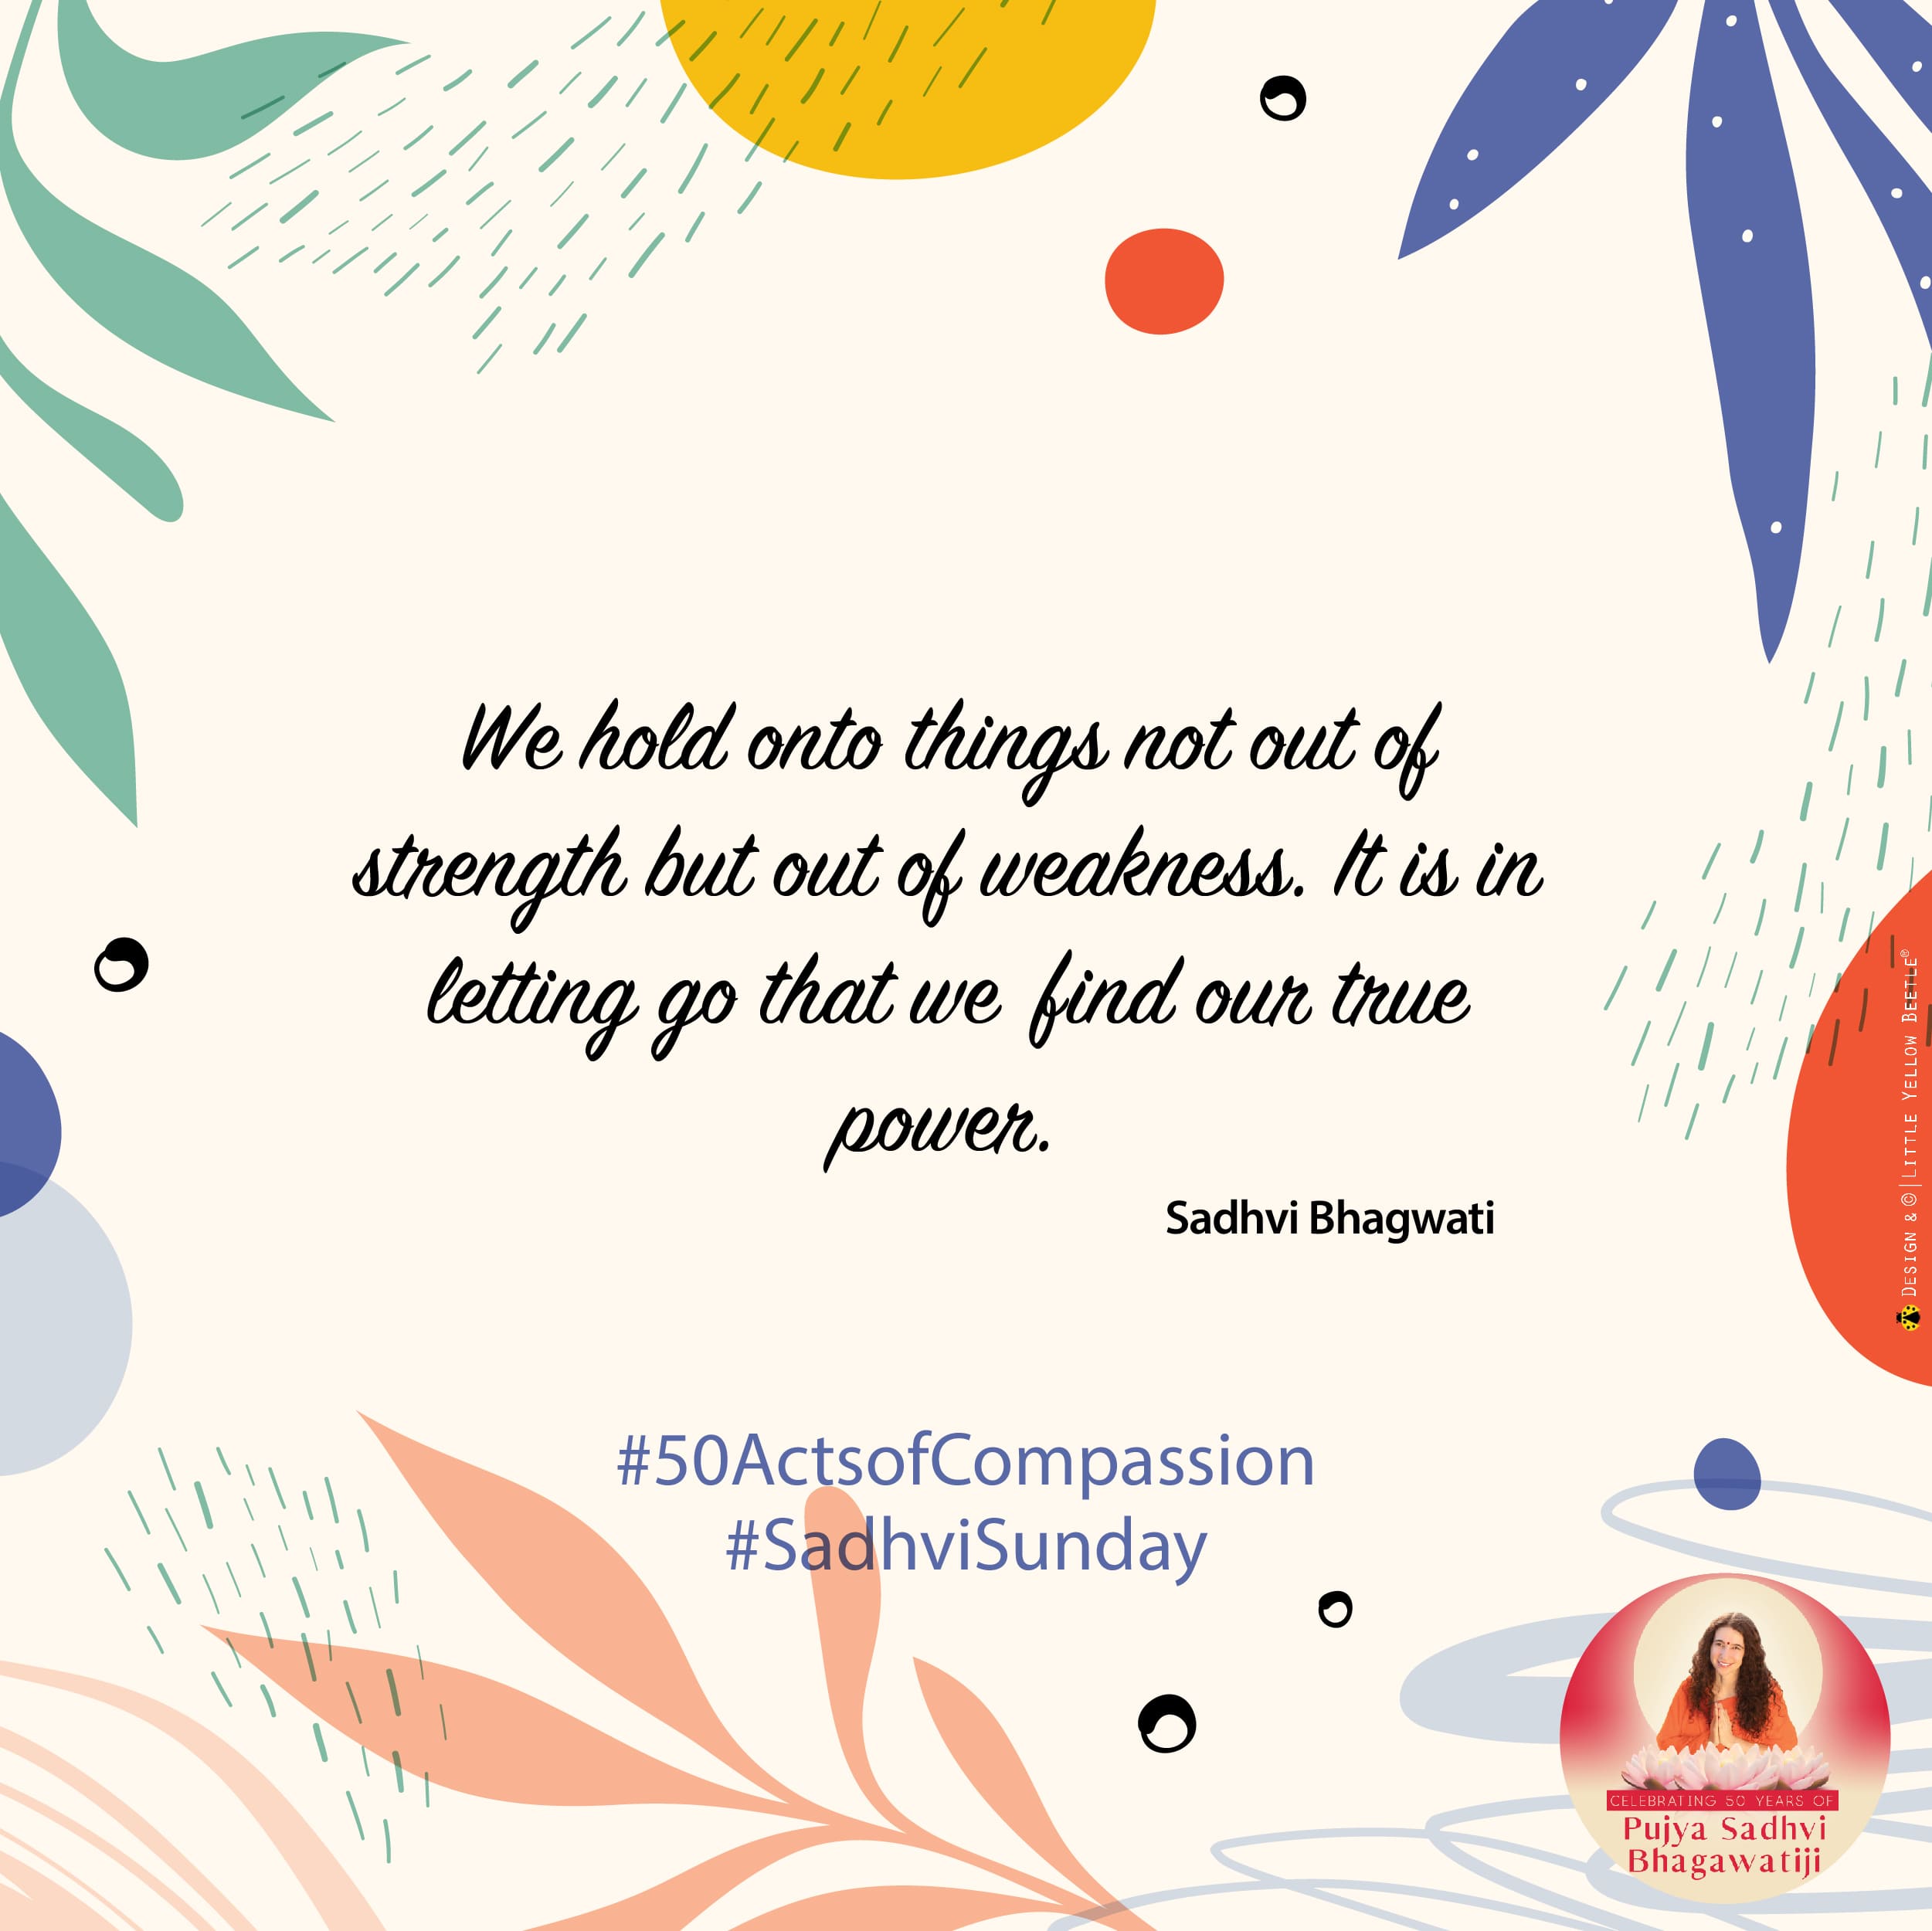 We hold onto things not out of
strength but out of weakness. It is in
letting go that we find our true
power.
Sadhvi Bhagwati
DESIGN & © | LITTLE YELLOW BEETLE®
#50ActsofCompassion
#SadhviSunday
CELEBRATING 50 YEARS OF
Pujya Sadhvi
Bhagawatiji